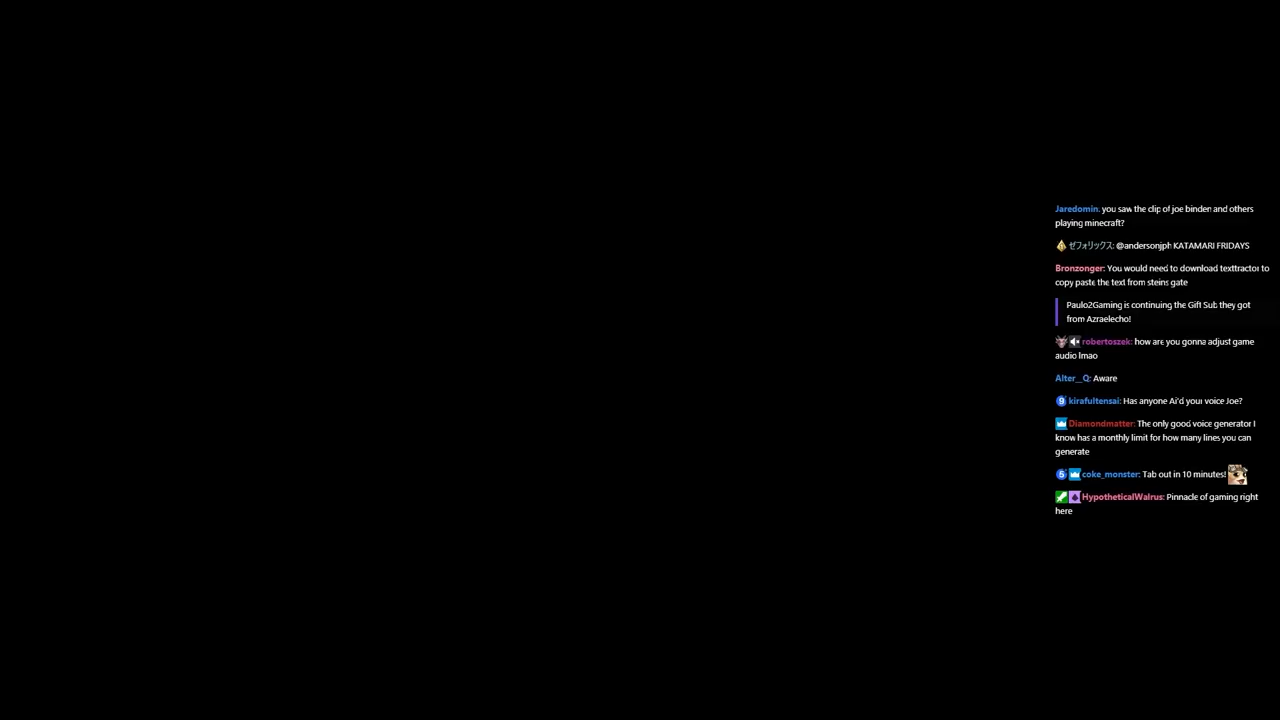 Jaredomin: you saw the clip of joe binden and others
playing minecraft?
ゼフォリックス: @andersonjph KATAMARI FRIDAYS
Bronzonger: You would need to download texttractor to
copy paste the text from steins gate
Paulo2Gaming is continuing the Gift Sub they got
from Azraelecho!
robertoszek: how are you gonna adjust game
audio lmao
Alter__Q: Aware
9 kirafultensai: Has anyone Ai'd your voice Joe?
Diamondmatter: The only good voice generator I
know has a monthly limit for how many lines you can
generate
6 coke_monster: Tab out in 10 minutes!
HypotheticalWalrus: Pinnacle of gaming right
here